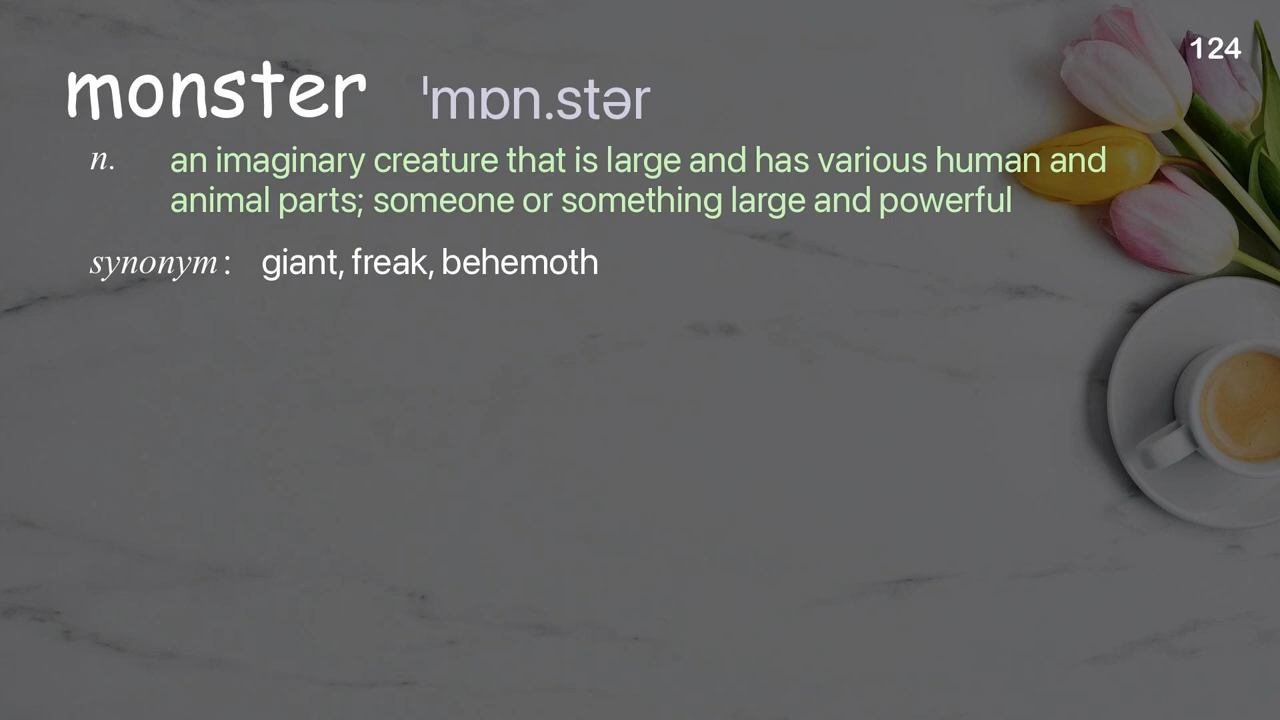 124
monster ˈmɒn.stər
n. an imaginary creature that is large and has various human and
animal parts; someone or something large and powerful
synonym : giant, freak, behemoth